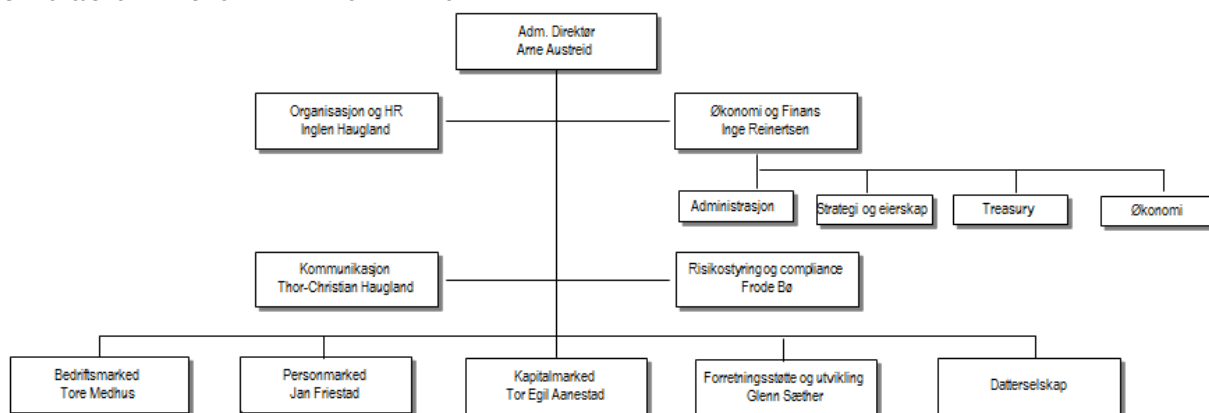 Adm. Direktør
Arne Austreid
Organisasjon og HR
Inglen Haugland
Økonomi og Finans
Inge Reinertsen
Administrasjon
Strategi og eierskap
Treasury
Økonomi
Kommunikasjon
Thor-Christian Haugland
Risikostyring og compliance
Frode Bø
Bedriftsmarked
Tore Medhus
Personmarked
Jan Friestad
Kapitalmarked
Tor Egil Aanestad
Forretningsstøtte og utvikling
Glenn Sæther
Datterselskap